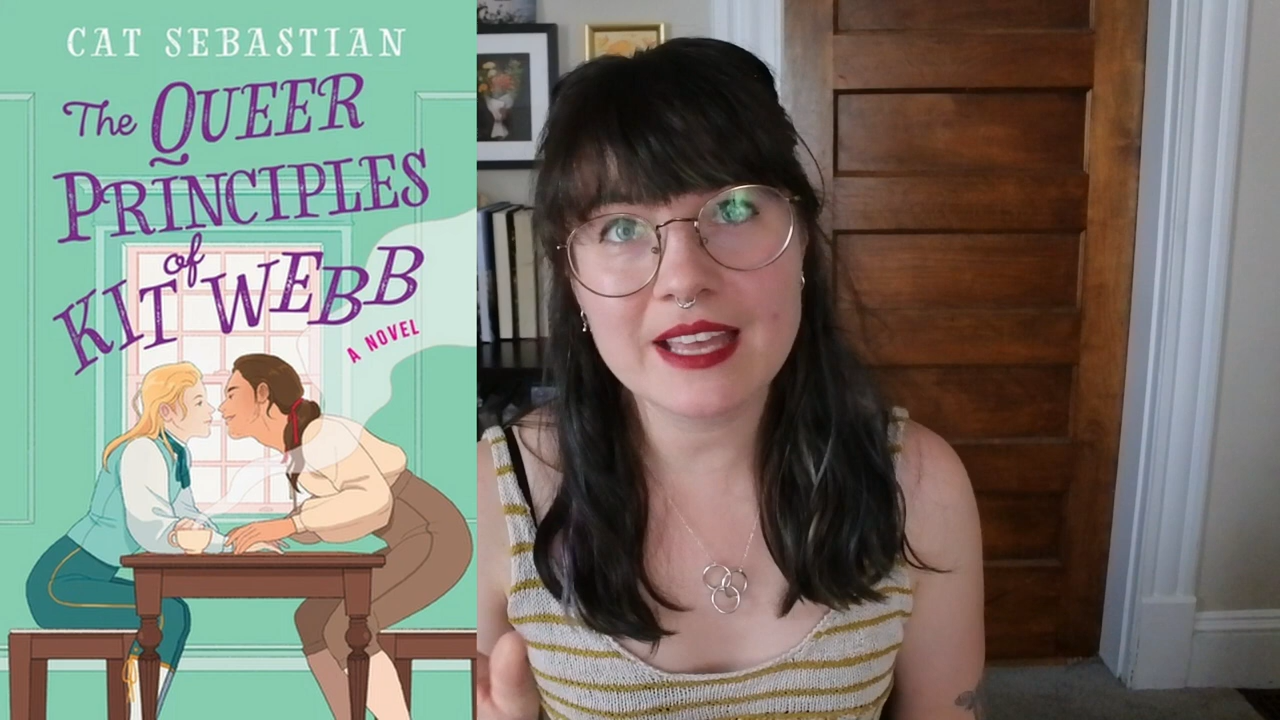 CAT SEBASTIAN
The QUEER
PRINCIPLES
of
KIT WEBB
A NOVEL